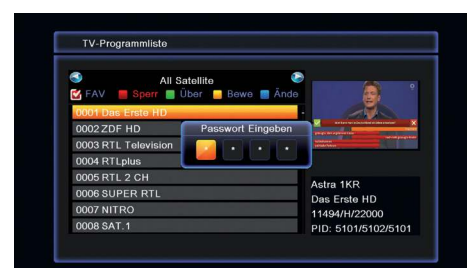 TV-Programmliste
All Satellite
FAV Sperr Über Bewe Ände
0001 Das Erste HD
0002 ZDF HD
0003 RTL Television
0004 RTLplus
0005 RTL 2 CH
0006 SUPER RTL
0007 NITRO
0008 SAT.1
Passwort Eingeben
* * * *
Astra 1KR
Das Erste HD
11494/H/22000
PID: 5101/5102/5101